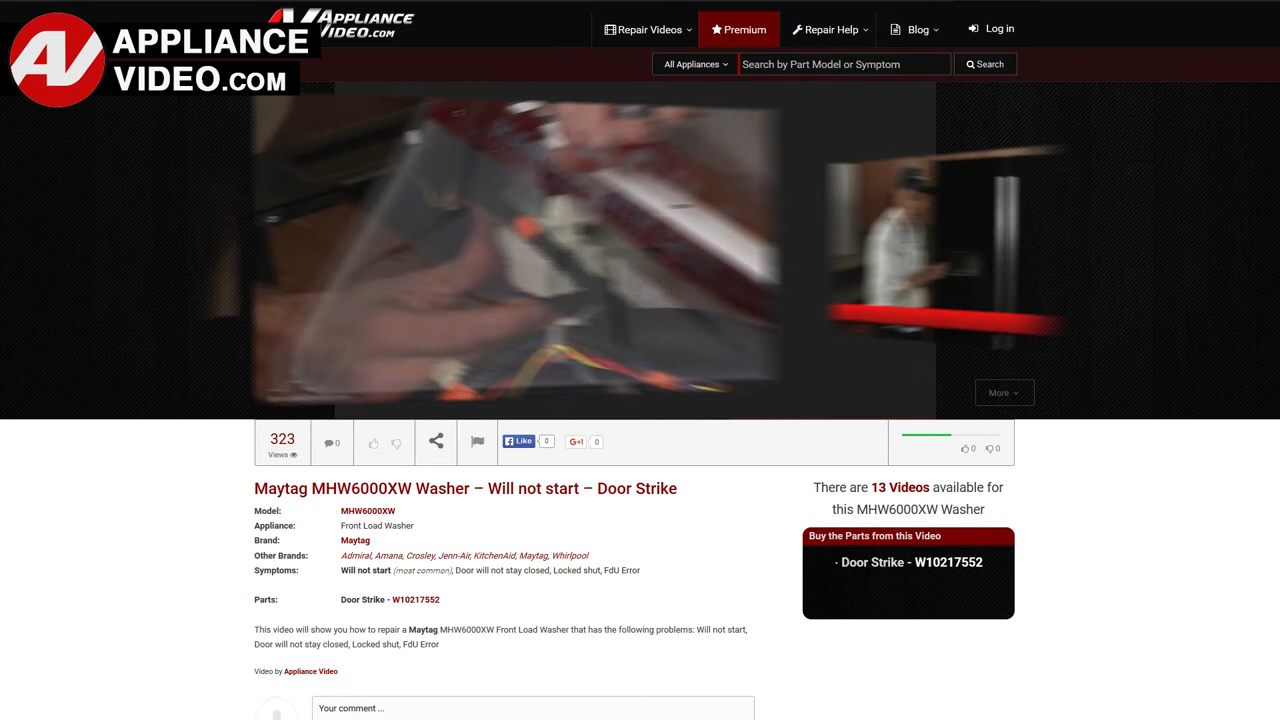 APPLIANCE
VIDEO.COM
APPLIANCE
VIDEO.COM
Repair Videos
Premium
Repair Help
Blog
Log in
All Appliances
Search by Part Model or Symptom
Search
More
323
Views
0
Like
0
G+1
0
0
0
Maytag MHW6000XW Washer – Will not start – Door Strike
Model: MHW6000XW
Appliance: Front Load Washer
Brand: Maytag
Other Brands: Admiral, Amana, Crosley, Jenn-Air, KitchenAid, Maytag, Whirlpool
Symptoms: Will not start (most common), Door will not stay closed, Locked shut, FdU Error
Parts: Door Strike - W10217552
This video will show you how to repair a Maytag MHW6000XW Front Load Washer that has the following problems: Will not start,
Door will not stay closed, Locked shut, FdU Error
Video by Appliance Video
Your comment ...
There are 13 Videos available for
this MHW6000XW Washer
Buy the Parts from this Video
· Door Strike - W10217552